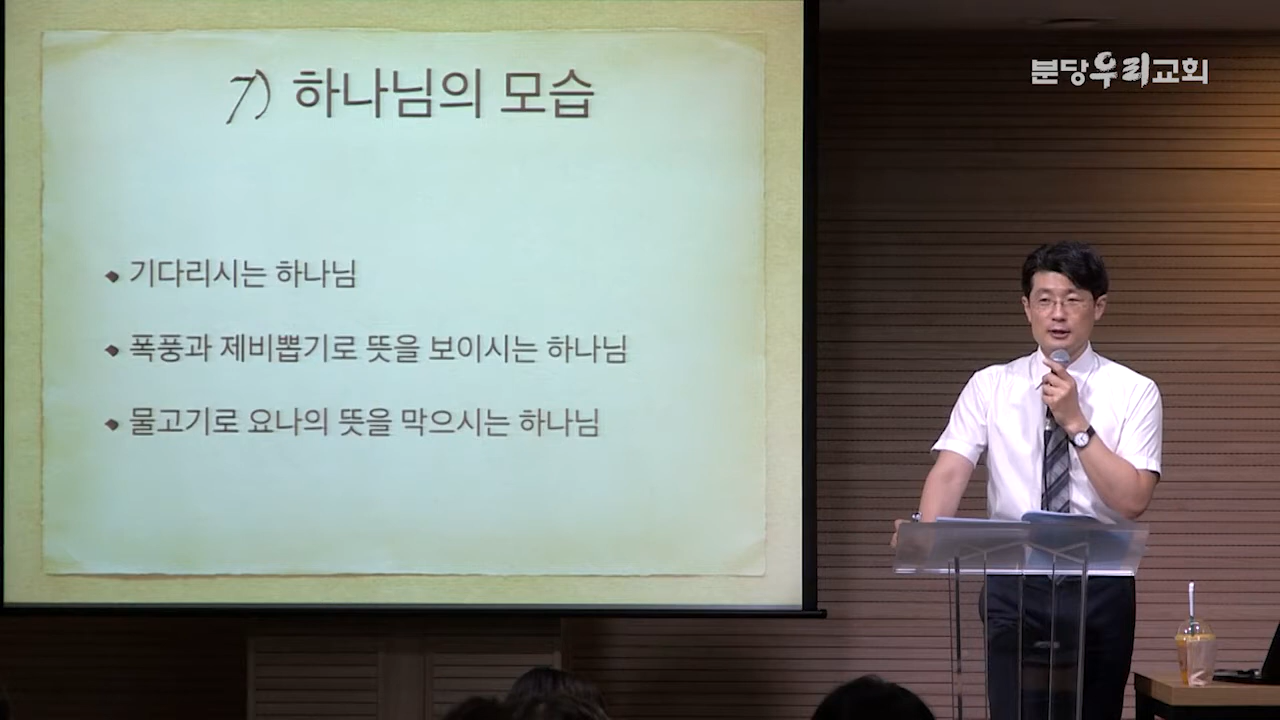 7) 하나님의 모습
기다리시는 하나님
폭풍과 제비뽑기로 뜻을 보이시는 하나님
물고기로 요나의 뜻을 막으시는 하나님
분당우리교회